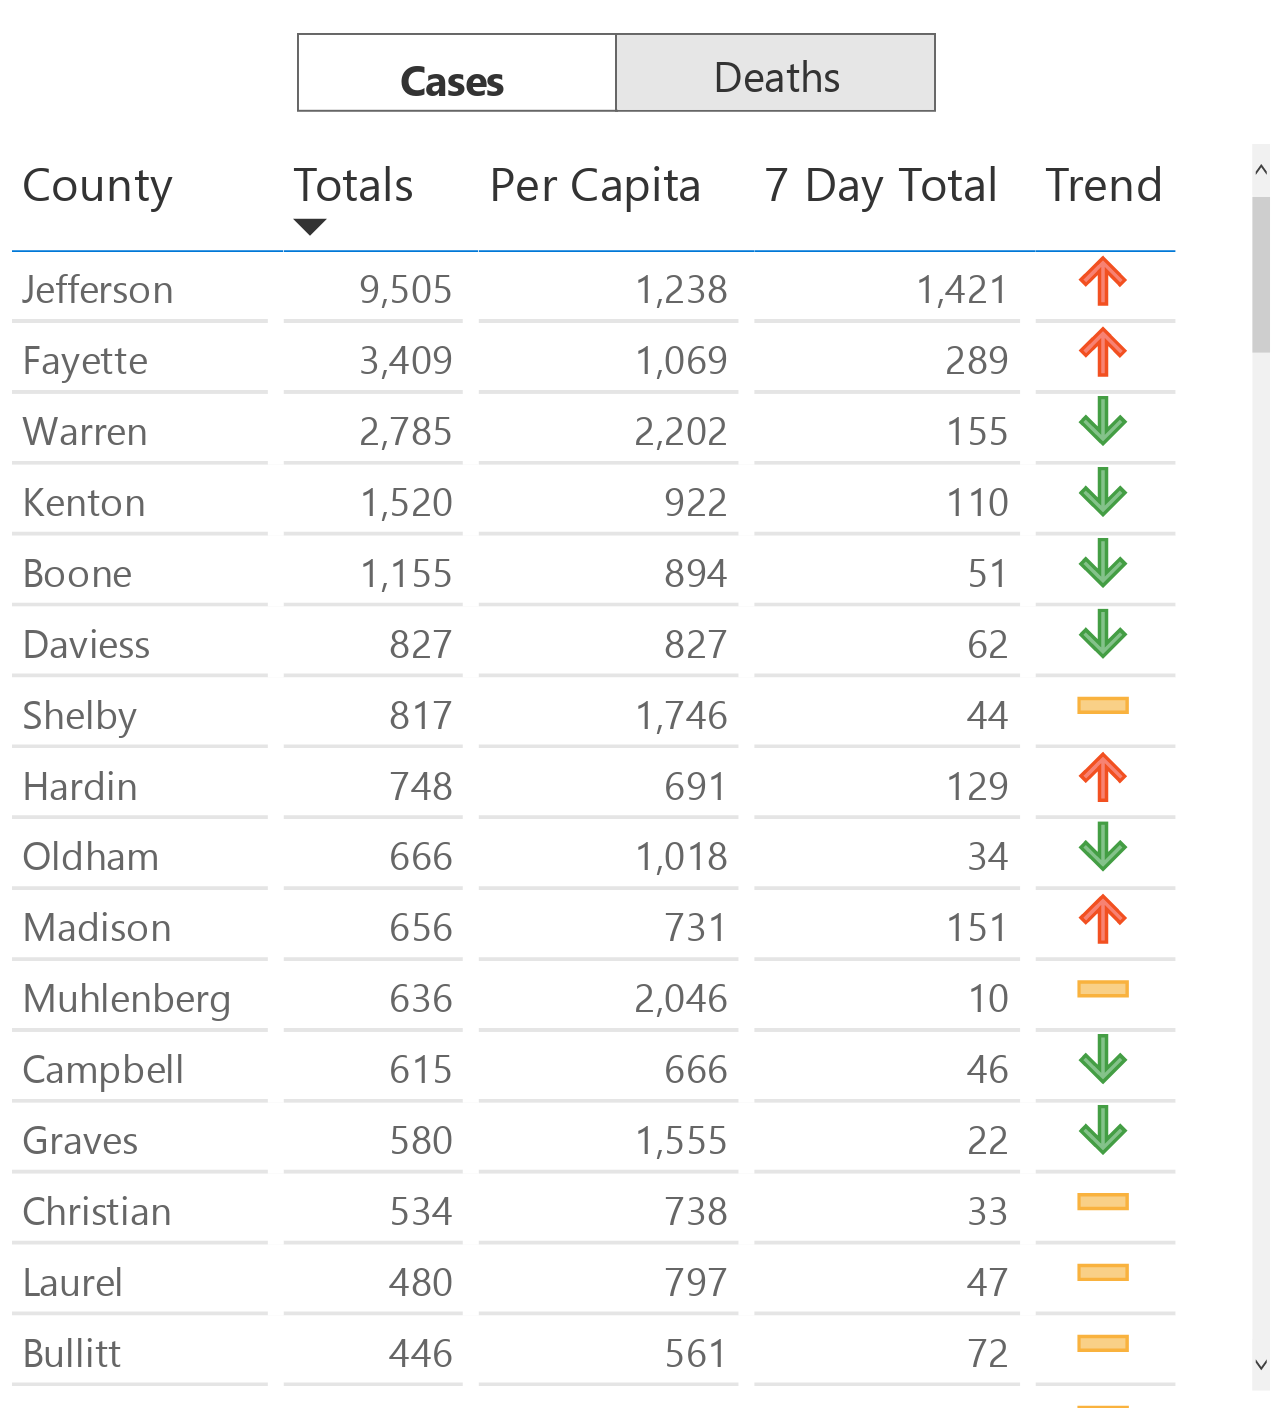 Cases Deaths
County Totals Per Capita 7 Day Total Trend
Jefferson 9,505 1,238 1,421
Fayette 3,409 1,069 289
Warren 2,785 2,202 155
Kenton 1,520 922 110
Boone 1,155 894 51
Daviess 827 827 62
Shelby 817 1,746 44
Hardin 748 691 129
Oldham 666 1,018 34
Madison 656 731 151
Muhlenberg 636 2,046 10
Campbell 615 666 46
Graves 580 1,555 22
Christian 534 738 33
Laurel 480 797 47
Bullitt 446 561 72